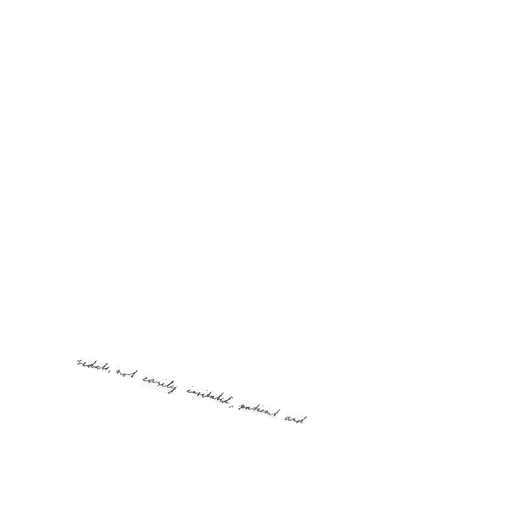 sedate, not easily irritated, patient and